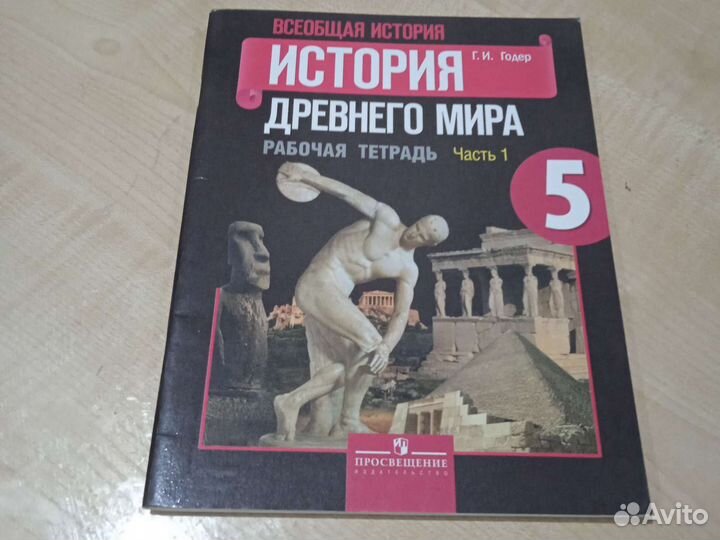 ВСЕОБЩАЯ ИСТОРИЯ
ИСТОРИЯ
Г. И. Годер
ДРЕВНЕГО МИРА
РАБОЧАЯ ТЕТРАДЬ Часть 1
5
ПРОСВЕЩЕНИЕ
ИЗДАТЕЛЬСТВО
Avito